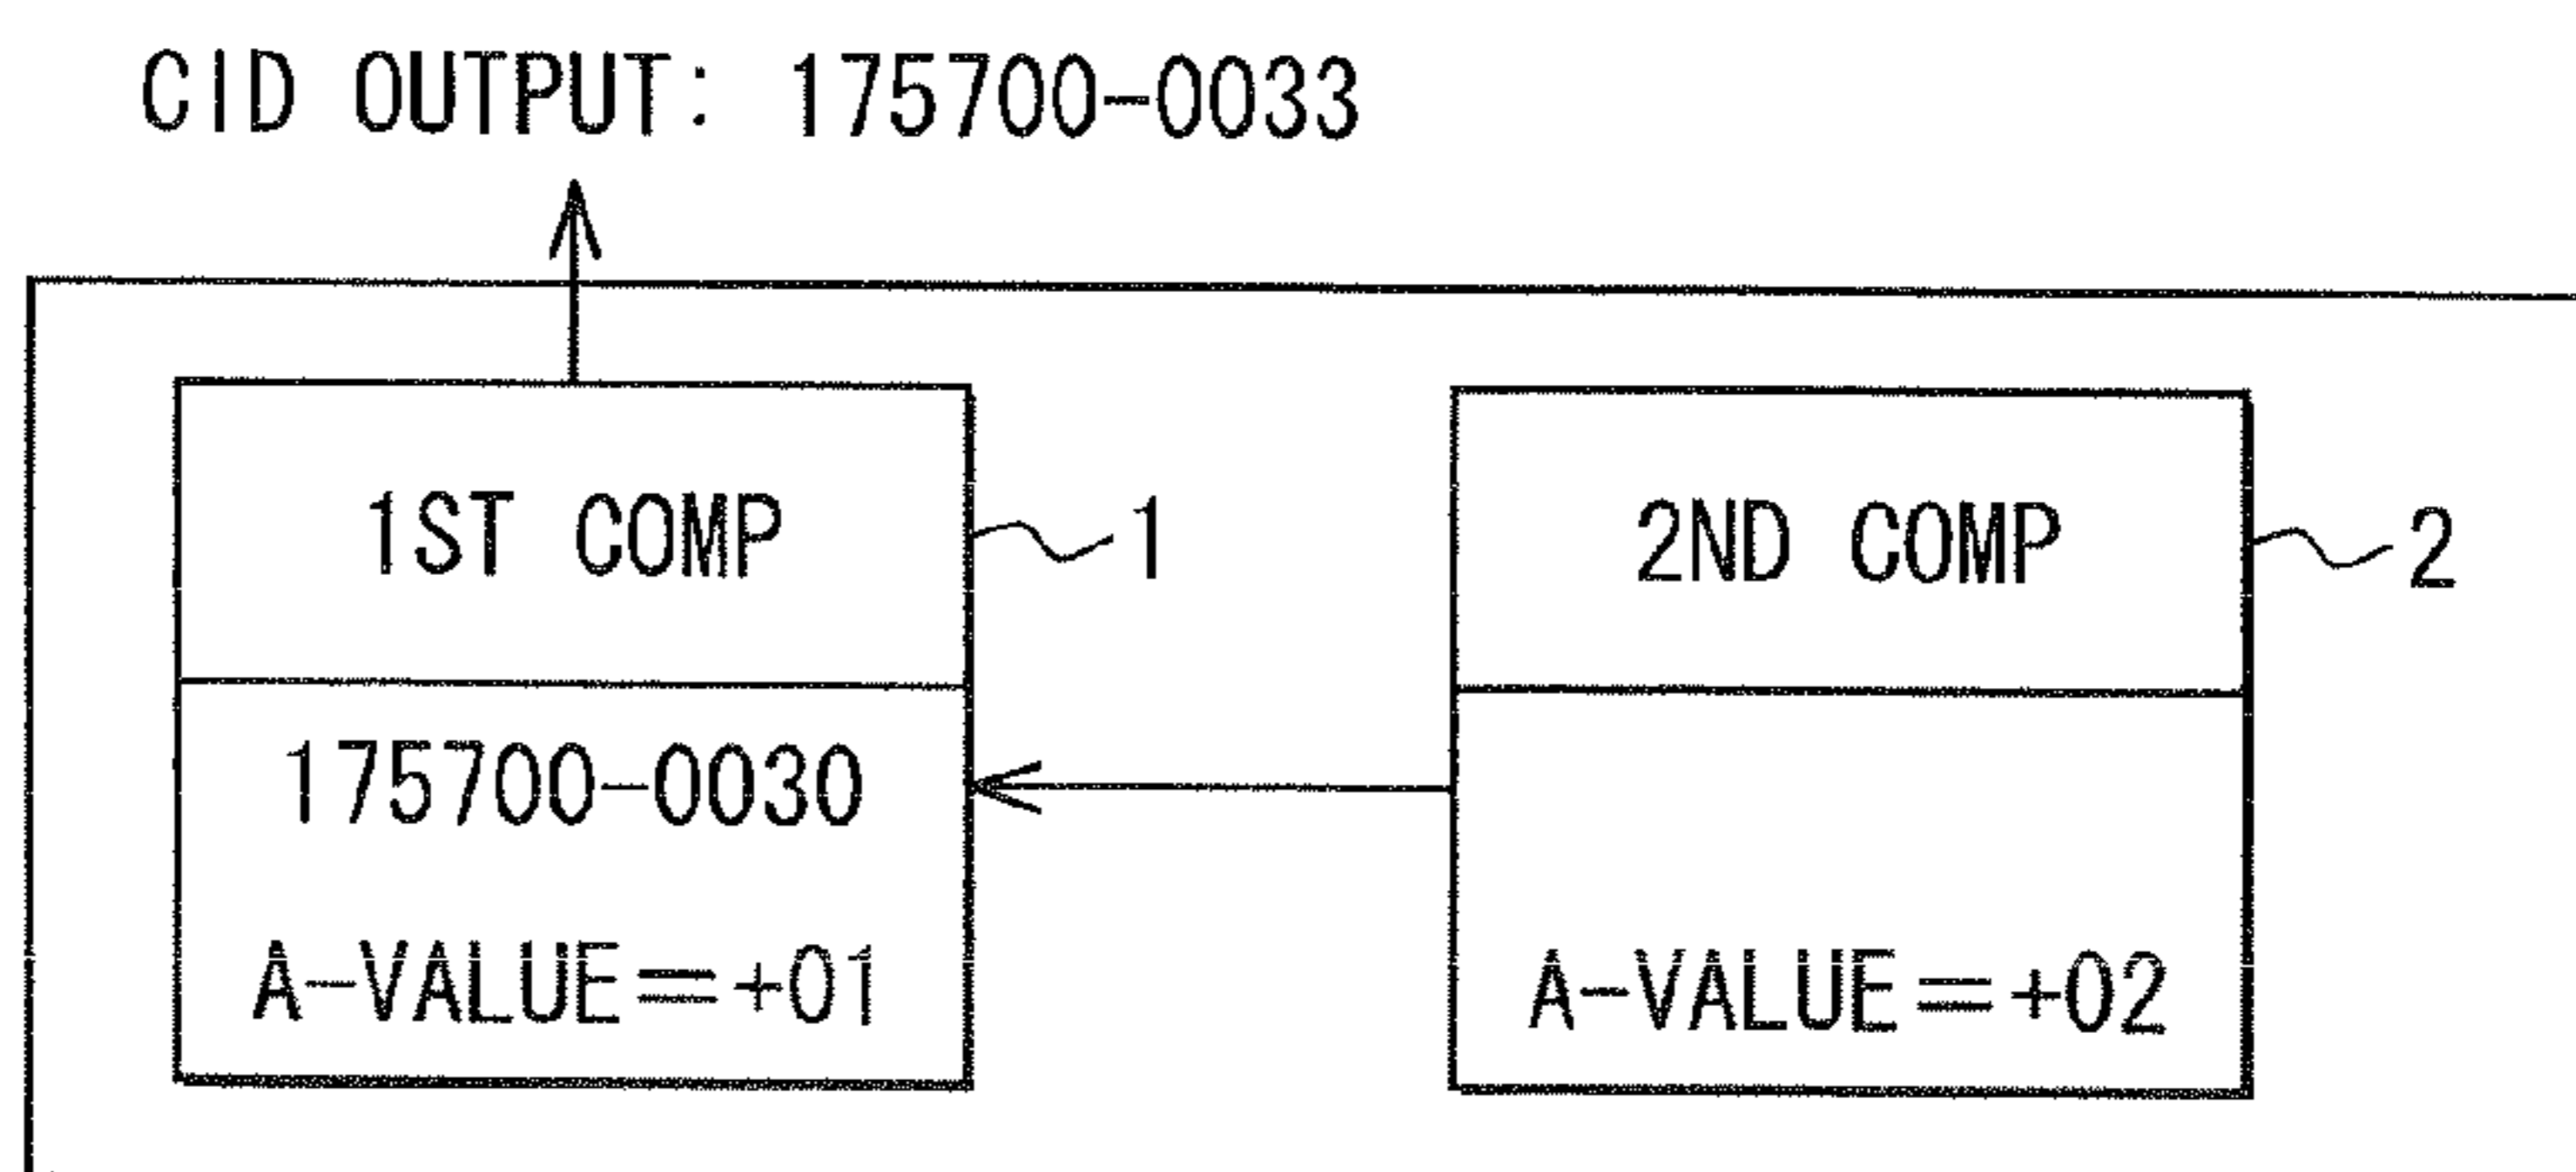 CID OUTPUT: 175700-0033
1ST COMP
1
175700-0030
A-VALUE=+01
2ND COMP
2
A-VALUE=+02